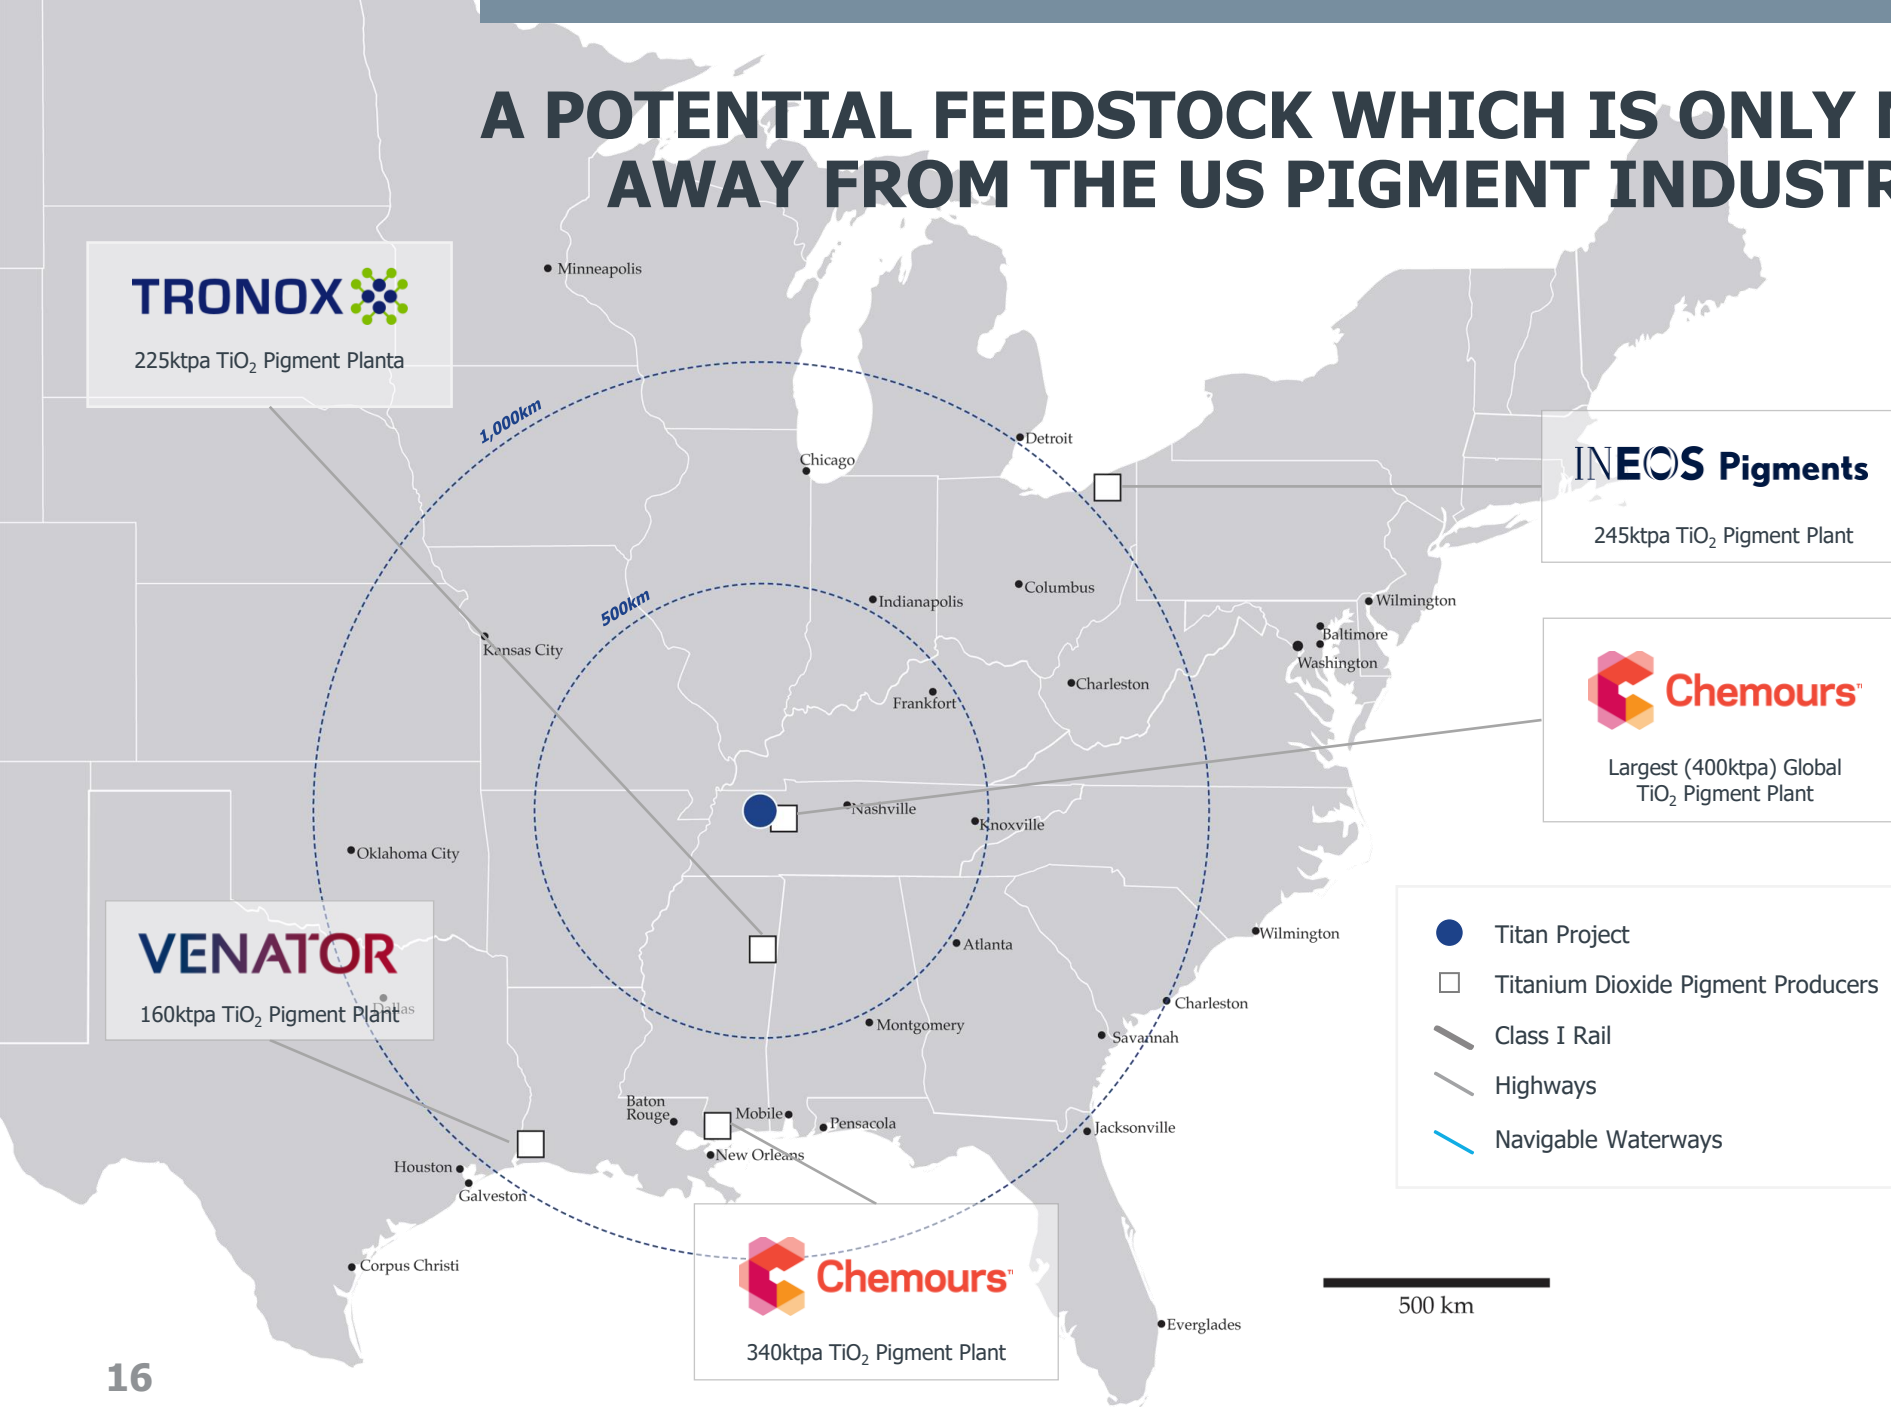 A POTENTIAL FEEDSTOCK WHICH IS ONLY
AWAY FROM THE US PIGMENT INDUSTR
TRONOX
225ktpa TiO2 Pigment Planta
Minneapolis
1,000km
Detroit
Chicago
INEOS Pigments
245ktpa TiO2 Pigment Plant
500km
Columbus
Indianapolis
Wilmington
Baltimore
Washington
Kansas City
Charleston
Frankfort
Chemours™
Largest (400ktpa) Global
TiO2 Pigment Plant
Nashville
Knoxville
Oklahoma City
VENATOR
160ktpa TiO2 Pigment Plant
Dallas
Atlanta
Wilmington
Titan Project
Titanium Dioxide Pigment Producers
Class I Rail
Highways
Navigable Waterways
Charleston
Montgomery
Savannah
Baton
Rouge
Mobile
Pensacola
Jacksonville
New Orleans
Houston
Galveston
Corpus Christi
Chemours™
340ktpa TiO2 Pigment Plant
500 km
Everglades
16